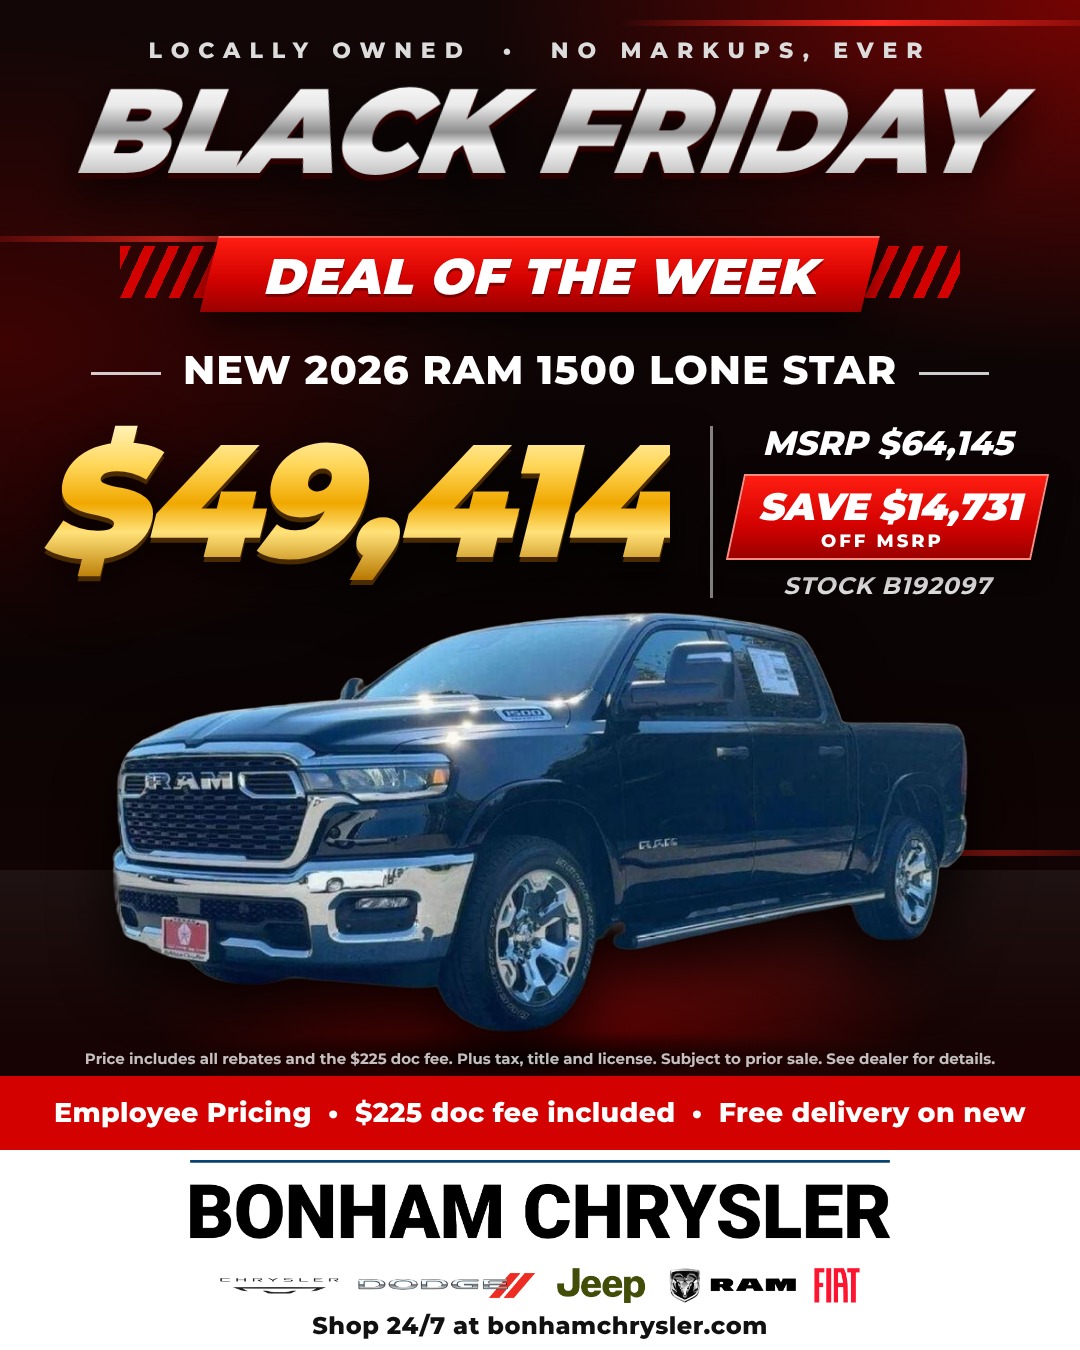 LOCALLY OWNED • NO MARKUPS, EVER
BLACK FRIDAY
DEAL OF THE WEEK
NEW 2026 RAM 1500 LONE STAR
$49,414
MSRP $64,145
SAVE $14,731
OFF MSRP
STOCK B192097
1500
RAM
RAM
Bonham Chrysler
Price includes all rebates and the $225 doc fee. Plus tax, title and license. Subject to prior sale. See dealer for details.
Employee Pricing • $225 doc fee included • Free delivery on new
BONHAM CHRYSLER
CHRYSLER DODGE Jeep RAM FIAT
Shop 24/7 at bonhamchrysler.com